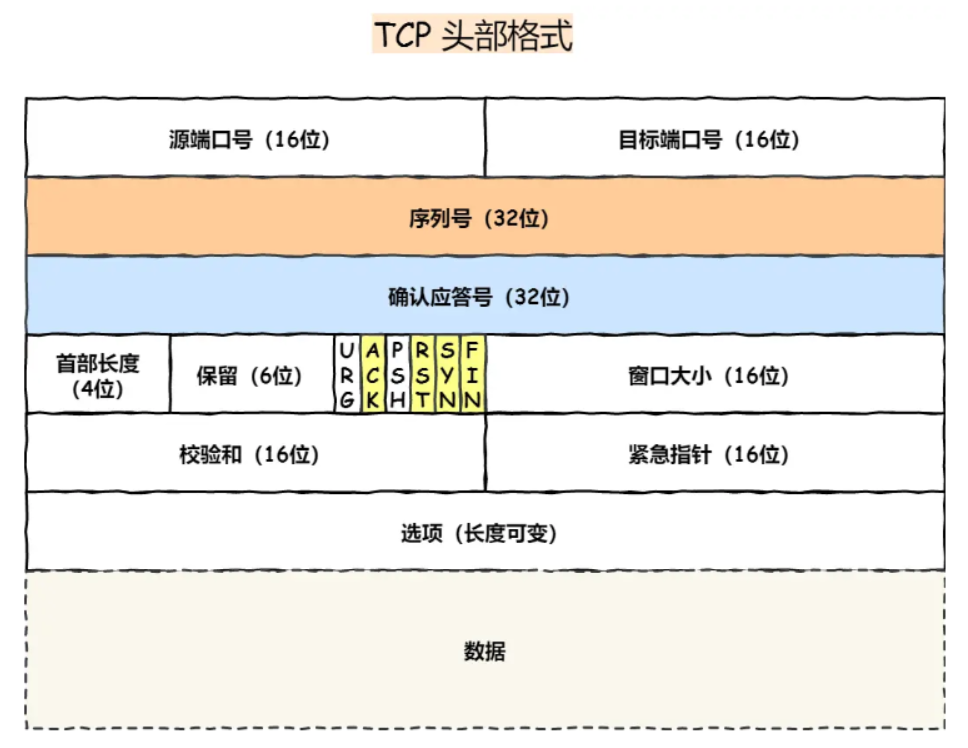 TCP 头部格式
源端口号（16位） 目标端口号（16位）
序列号（32位）
确认应答号（32位）
首部长度
（4位）
保留（6位）
URG
ACK
PSH
RST
SYN
FIN
窗口大小（16位）
校验和（16位） 紧急指针（16位）
选项（长度可变）
数据